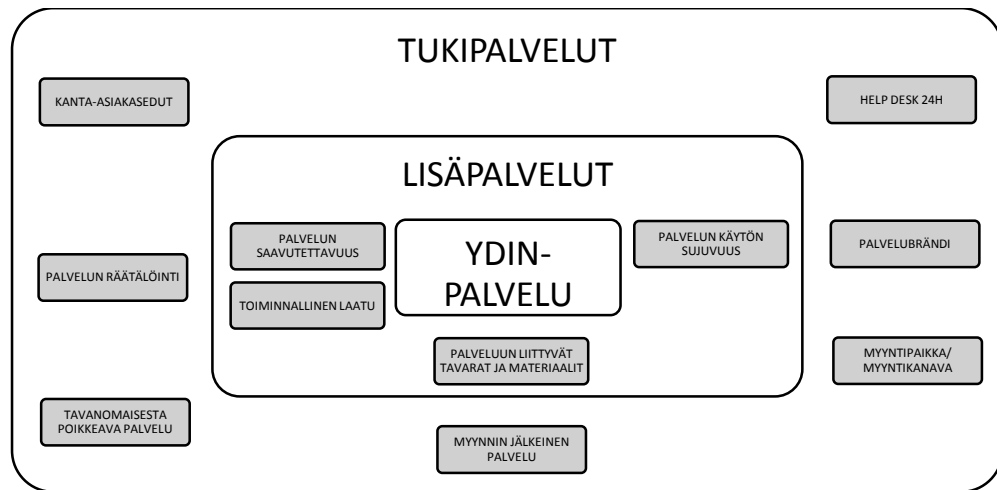 TUKIPALVELUT
KANTA-ASIAKASEDUT
HELP DESK 24H
LISÄPALVELUT
PALVELUN
SAAVUTETTAVUUS
YDIN-
PALVELU
PALVELUN KÄYTÖN
SUJUVUUS
PALVELUBRÄNDI
PALVELUN RÄÄTÄLÖINTI
TOIMINNALLINEN LAATU
PALVELUUN LIITTYVÄT
TAVARAT JA MATERIAALIT
MYYNTIPAIKKA/
MYYNTIKANAVA
TAVANOMAISESTA
POIKKEAVA PALVELU
MYYNNIN JÄLKEINEN
PALVELU